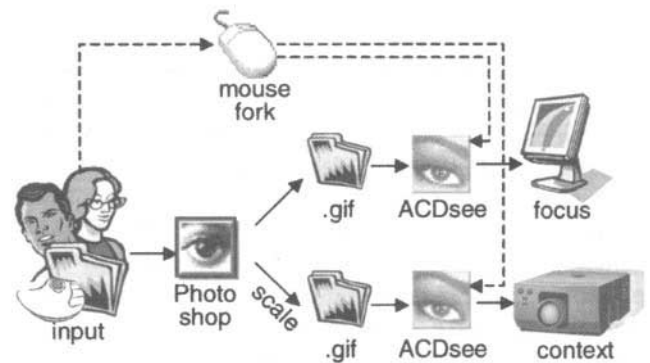 mouse
fork
.gif
ACDsee
focus
input
Photo
shop
scale
.gif
ACDsee
context